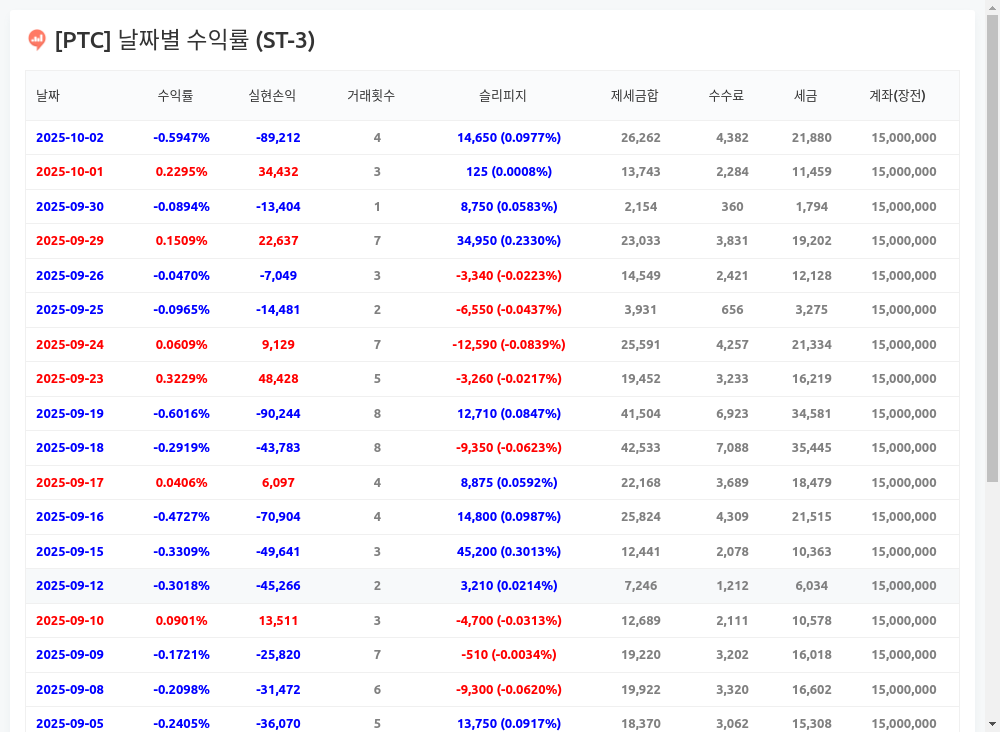 [PTC] 날짜별 수익률 (ST-3)
날짜 수익률 실현손익 거래횟수 슬리피지 제세금합 수수료 세금 계좌(장전)
2025-10-02 -0.5947% -89,212 4 14,650 (0.0977%) 26,262 4,382 21,880 15,000,000
2025-10-01 0.2295% 34,432 3 125 (0.0008%) 13,743 2,284 11,459 15,000,000
2025-09-30 -0.0894% -13,404 1 8,750 (0.0583%) 2,154 360 1,794 15,000,000
2025-09-29 0.1509% 22,637 7 34,950 (0.2330%) 23,033 3,831 19,202 15,000,000
2025-09-26 -0.0470% -7,049 3 -3,340 (-0.0223%) 14,549 2,421 12,128 15,000,000
2025-09-25 -0.0965% -14,481 2 -6,550 (-0.0437%) 3,931 656 3,275 15,000,000
2025-09-24 0.0609% 9,129 7 -12,590 (-0.0839%) 25,591 4,257 21,334 15,000,000
2025-09-23 0.3229% 48,428 5 -3,260 (-0.0217%) 19,452 3,233 16,219 15,000,000
2025-09-19 -0.6016% -90,244 8 12,710 (0.0847%) 41,504 6,923 34,581 15,000,000
2025-09-18 -0.2919% -43,783 8 -9,350 (-0.0623%) 42,533 7,088 35,445 15,000,000
2025-09-17 0.0406% 6,097 4 8,875 (0.0592%) 22,168 3,689 18,479 15,000,000
2025-09-16 -0.4727% -70,904 4 14,800 (0.0987%) 25,824 4,309 21,515 15,000,000
2025-09-15 -0.3309% -49,641 3 45,200 (0.3013%) 12,441 2,078 10,363 15,000,000
2025-09-12 -0.3018% -45,266 2 3,210 (0.0214%) 7,246 1,212 6,034 15,000,000
2025-09-10 0.0901% 13,511 3 -4,700 (-0.0313%) 12,689 2,111 10,578 15,000,000
2025-09-09 -0.1721% -25,820 7 -510 (-0.0034%) 19,220 3,202 16,018 15,000,000
2025-09-08 -0.2098% -31,472 6 -9,300 (-0.0620%) 19,922 3,320 16,602 15,000,000
2025-09-05 -0.2405% -36,070 5 13,750 (0.0917%) 18,370 3,062 15,308 15,000,000